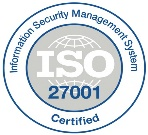 Information Security Management System
ISO
27001
Certified